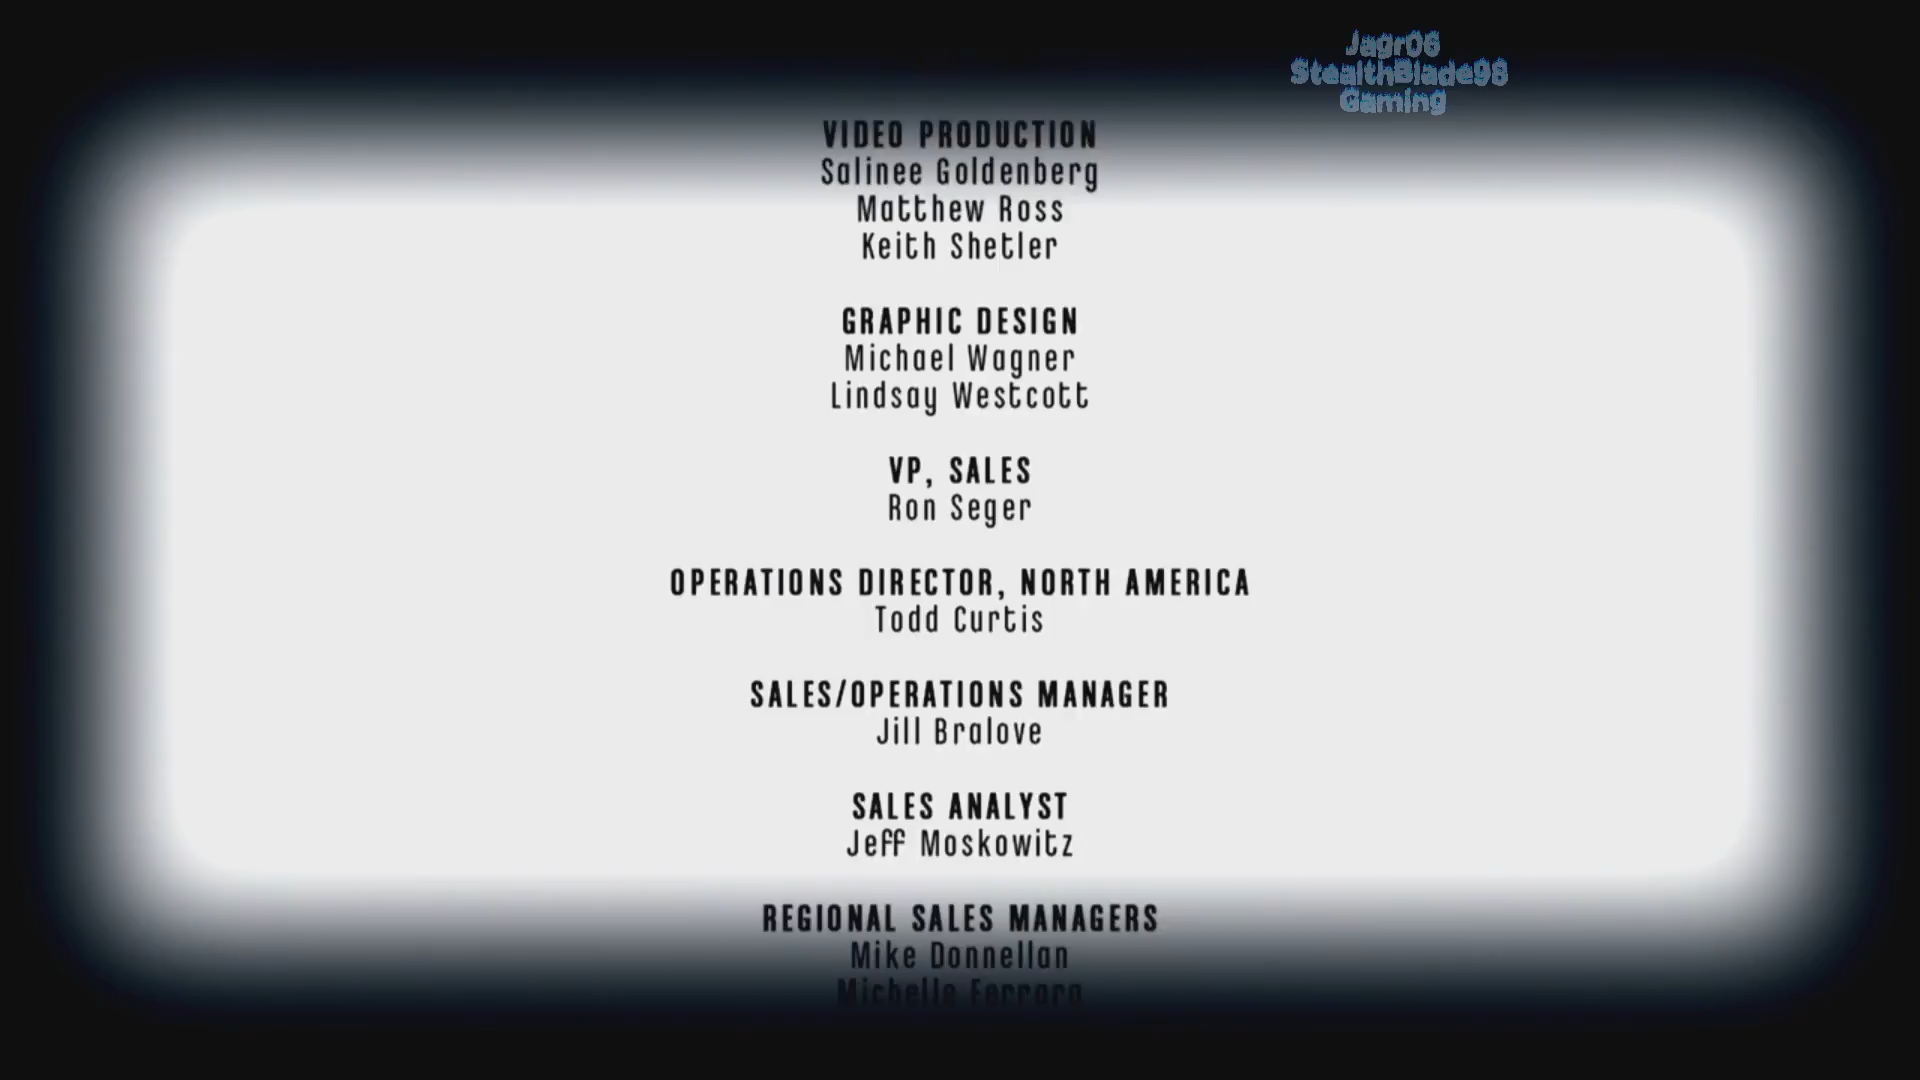 Jagr06
StealthBlade98
Gaming
VIDEO PRODUCTION
Salinee Goldenberg
Matthew Ross
Keith Shetler
GRAPHIC DESIGN
Michael Wagner
Lindsay Westcott
VP, SALES
Ron Seger
OPERATIONS DIRECTOR, NORTH AMERICA
Todd Curtis
SALES/OPERATIONS MANAGER
Jill Bralove
SALES ANALYST
Jeff Moskowitz
REGIONAL SALES MANAGERS
Mike Donnellan
Michelle Ferrara